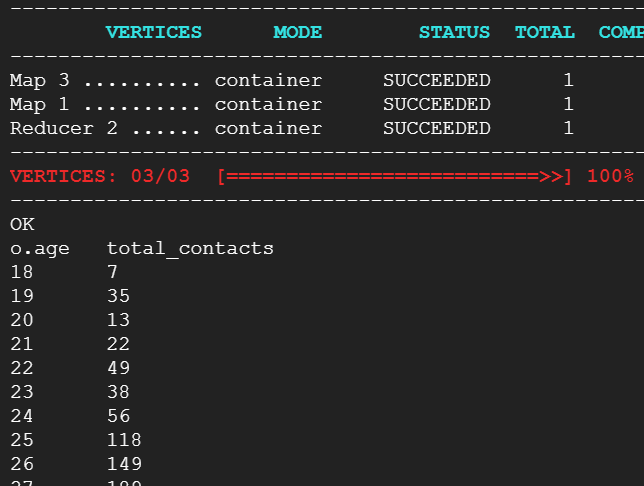 VERTICES MODE STATUS TOTAL
Map 3 .......... container SUCCEEDED 1
Map 1 .......... container SUCCEEDED 1
Reducer 2 ...... container SUCCEEDED 1
VERTICES: 03/03 [==========================>>] 100%
OK
o.age total_contacts
18 7
19 35
20 13
21 22
22 49
23 38
24 56
25 118
26 149